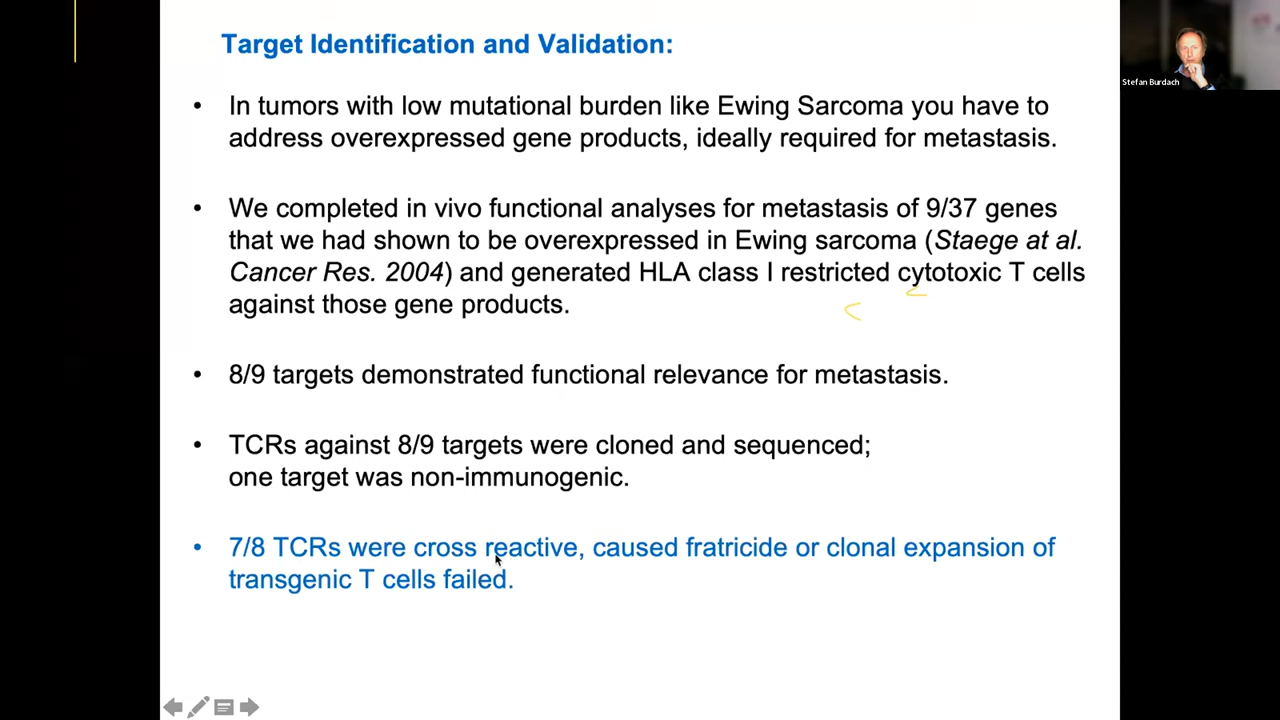 Target Identification and Validation:
Stefan Burdach
• In tumors with low mutational burden like Ewing Sarcoma you have to
address overexpressed gene products, ideally required for metastasis.
• We completed in vivo functional analyses for metastasis of 9/37 genes
that we had shown to be overexpressed in Ewing sarcoma (Staege at al.
Cancer Res. 2004) and generated HLA class I restricted cytotoxic T cells
against those gene products.
• 8/9 targets demonstrated functional relevance for metastasis.
• TCRs against 8/9 targets were cloned and sequenced;
one target was non-immunogenic.
• 7/8 TCRs were cross reactive, caused fratricide or clonal expansion of
transgenic T cells failed.